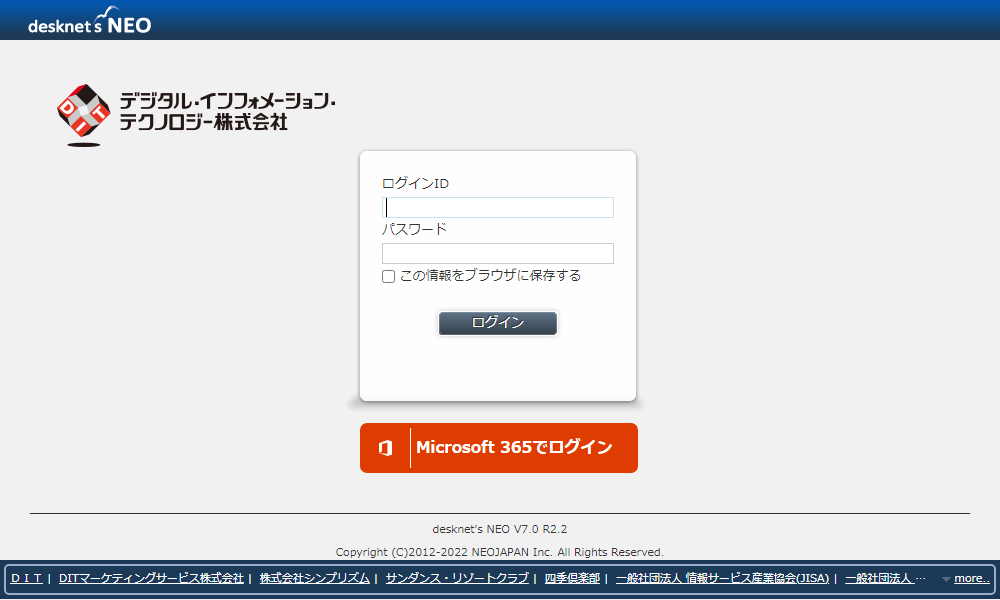 desknet's NEO
DIT
デジタル・インフォメーション・
テクノロジー株式会社
ログインID
パスワード
この情報をブラウザに保存する
ログイン
Microsoft 365でログイン
desknet's NEO V7.0 R2.2
Copyright (C)2012-2022 NEOJAPAN Inc. All Rights Reserved.
ＤＩＴ | DITマーケティングサービス株式会社 | 株式会社シンプリズム | サンダンス・リゾートクラブ | 四季倶楽部 | 一般社団法人 情報サービス産業協会(JISA) | 一般社団法人 … more..